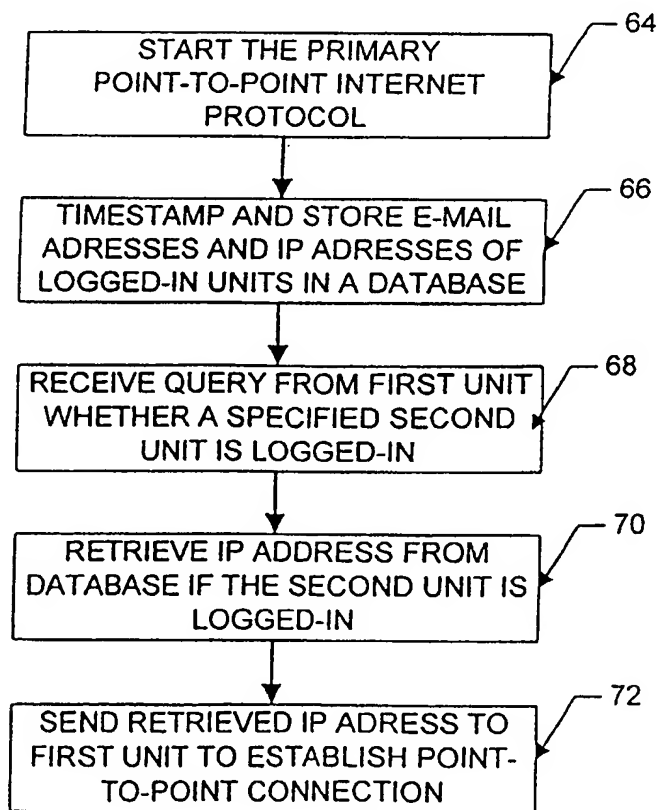 64
START THE PRIMARY
POINT-TO-POINT INTERNET
PROTOCOL
66
TIMESTAMP AND STORE E-MAIL
ADRESSES AND IP ADRESSES OF
LOGGED-IN UNITS IN A DATABASE
68
RECEIVE QUERY FROM FIRST UNIT
WHETHER A SPECIFIED SECOND
UNIT IS LOGGED-IN
70
RETRIEVE IP ADDRESS FROM
DATABASE IF THE SECOND UNIT IS
LOGGED-IN
72
SEND RETRIEVED IP ADRESS TO
FIRST UNIT TO ESTABLISH POINT-
TO-POINT CONNECTION